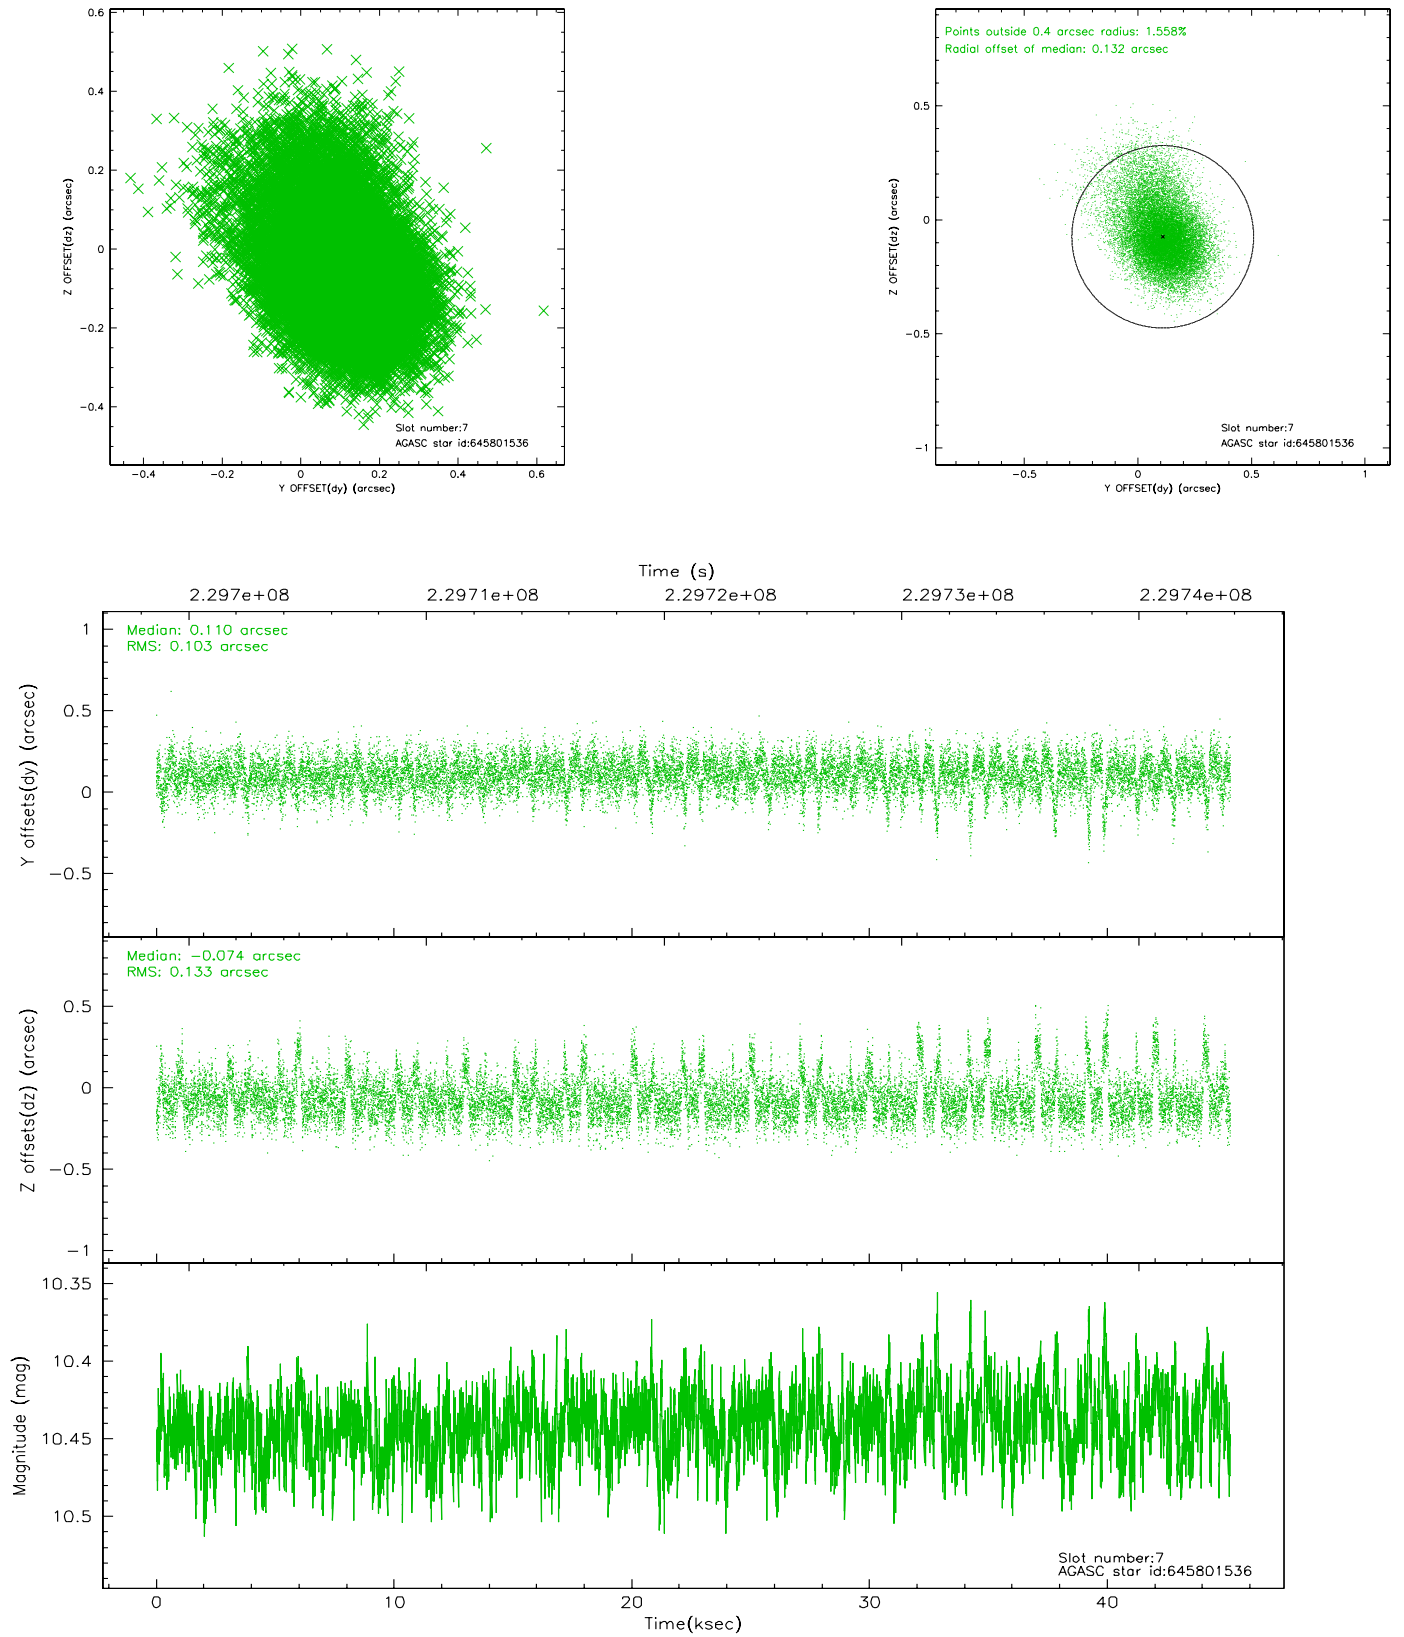 0.6
0.4
0.2
0
−0.2
−0.4
Z OFFSET(dz) (arcsec)
Slot number:7
AGASC star id:645801536
−0.4 −0.2 0 0.2 0.4 0.6
Y OFFSET(dy) (arcsec)
Points outside 0.4 arcsec radius: 1.558%
Radial offset of median: 0.132 arcsec
0.5
0
−0.5
−1
Z OFFSET(dz) (arcsec)
Slot number:7
AGASC star id:645801536
−0.5 0 0.5 1
Y OFFSET(dy) (arcsec)
Time (s)
2.297e+08 2.2971e+08 2.2972e+08 2.2973e+08 2.2974e+08
Median: 0.110 arcsec
RMS: 0.103 arcsec
1
0.5
0
−0.5
Y offsets(dy) (arcsec)
Median: −0.074 arcsec
RMS: 0.133 arcsec
0.5
0
−0.5
−1
Z offsets(dz) (arcsec)
10.35
10.4
10.45
10.5
Magnitude (mag)
Slot number:7
AGASC star id:645801536
0 10 20 30 40
Time(ksec)